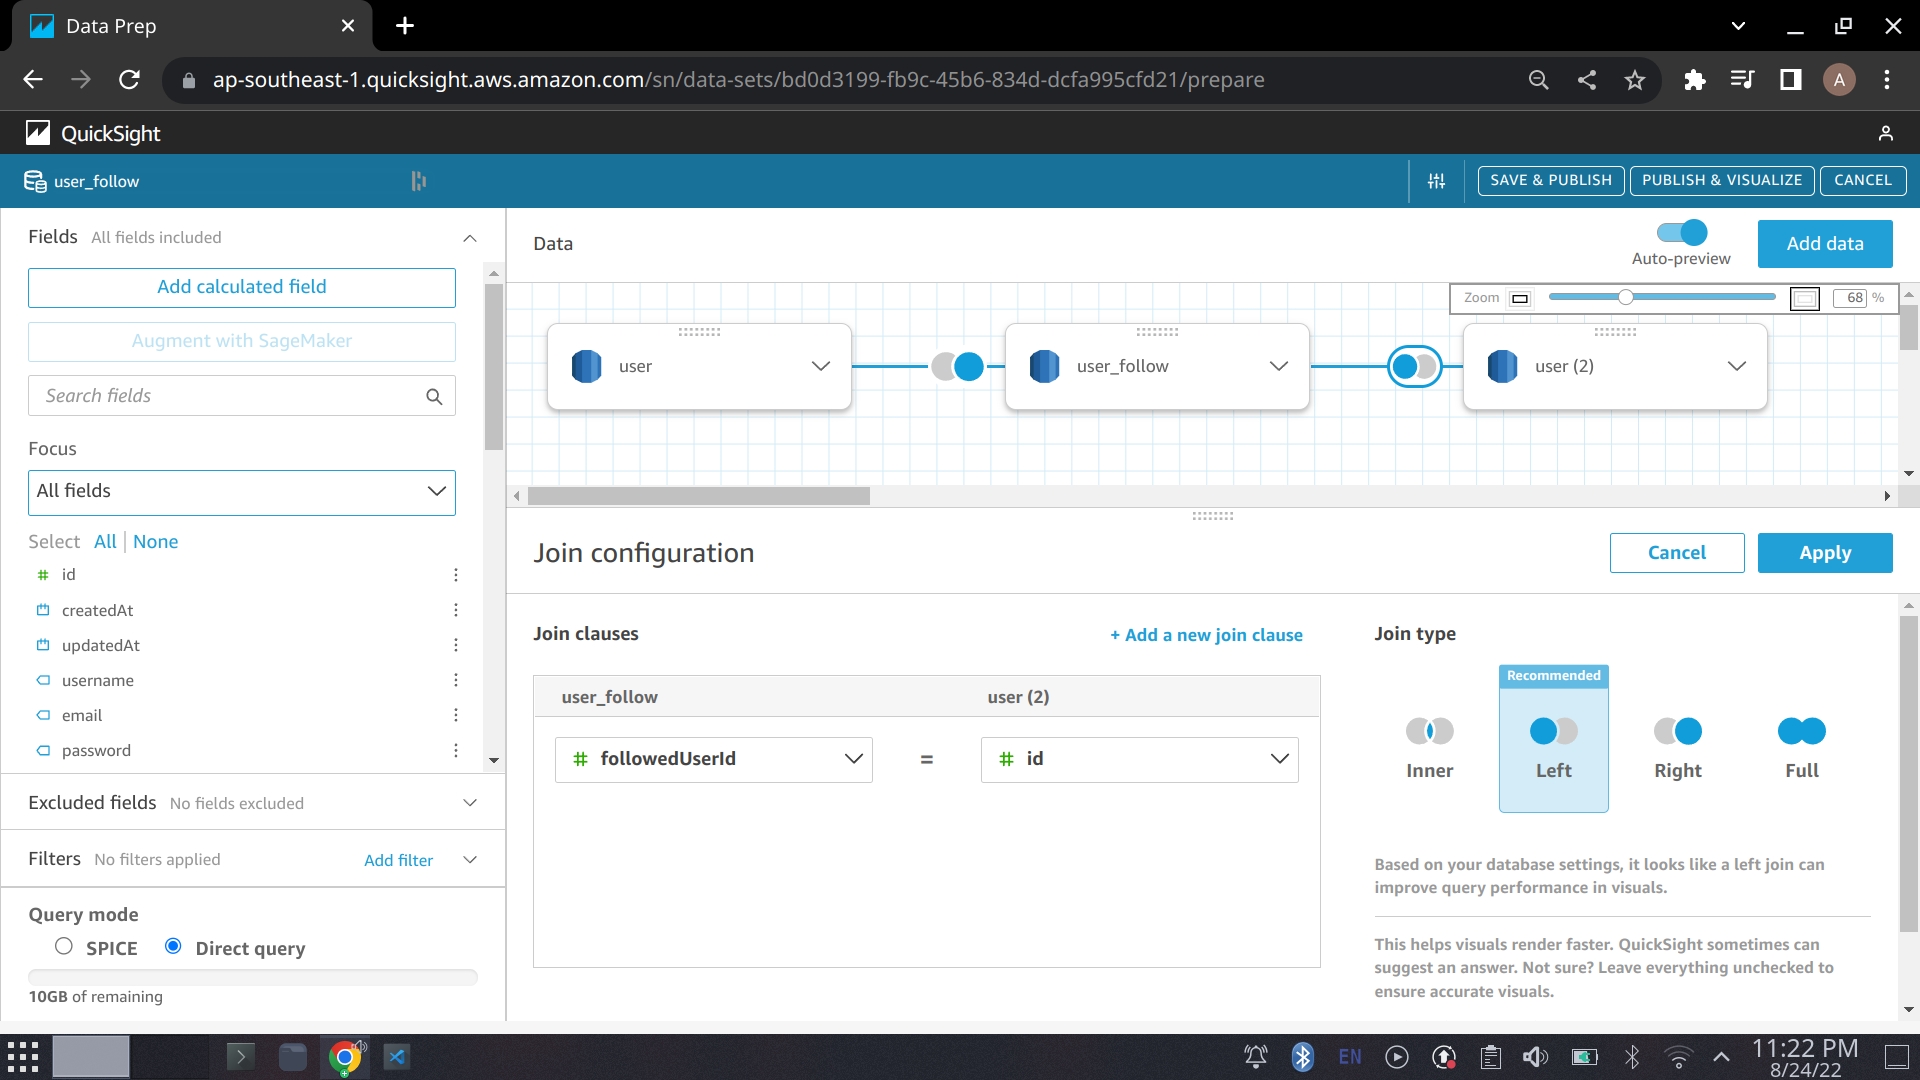 Data Prep
ap-southeast-1.quicksight.aws.amazon.com/sn/data-sets/bd0d3199-fb9c-45b6-834d-dcfa995cfd21/prepare
A
QuickSight
user_follow
SAVE & PUBLISH
PUBLISH & VISUALIZE
CANCEL
Fields All fields included
Add calculated field
Augment with SageMaker
Search fields
Focus
All fields
Select All None
id
createdAt
updatedAt
username
email
password
Excluded fields No fields excluded
Filters No filters applied Add filter
Query mode
SPICE Direct query
10GB of remaining
Data
Auto-preview
Add data
Zoom 68 %
user
user_follow
user (2)
Join configuration
Cancel
Apply
Join clauses
+ Add a new join clause
user_follow user (2)
# followedUserId = # id
Join type
Recommended
Inner
Left
Right
Full
Based on your database settings, it looks like a left join can
improve query performance in visuals.
This helps visuals render faster. QuickSight sometimes can
suggest an answer. Not sure? Leave everything unchecked to
ensure accurate visuals.
EN
11:22 PM
8/24/22